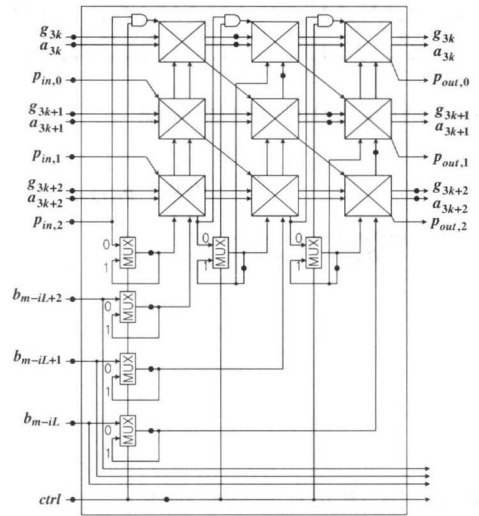 g3k
g3k
a3k
a3k
pin,0
pout,0
g3k+1
g3k+1
a3k+1
a3k+1
pin,1
pout,1
g3k+2
g3k+2
a3k+2
a3k+2
pin,2
pout,2
0
MUX
1
0
MUX
1
0
MUX
1
bm-iL+2
0
MUX
1
bm-iL+1
0
MUX
1
bm-iL
0
MUX
1
ctrl